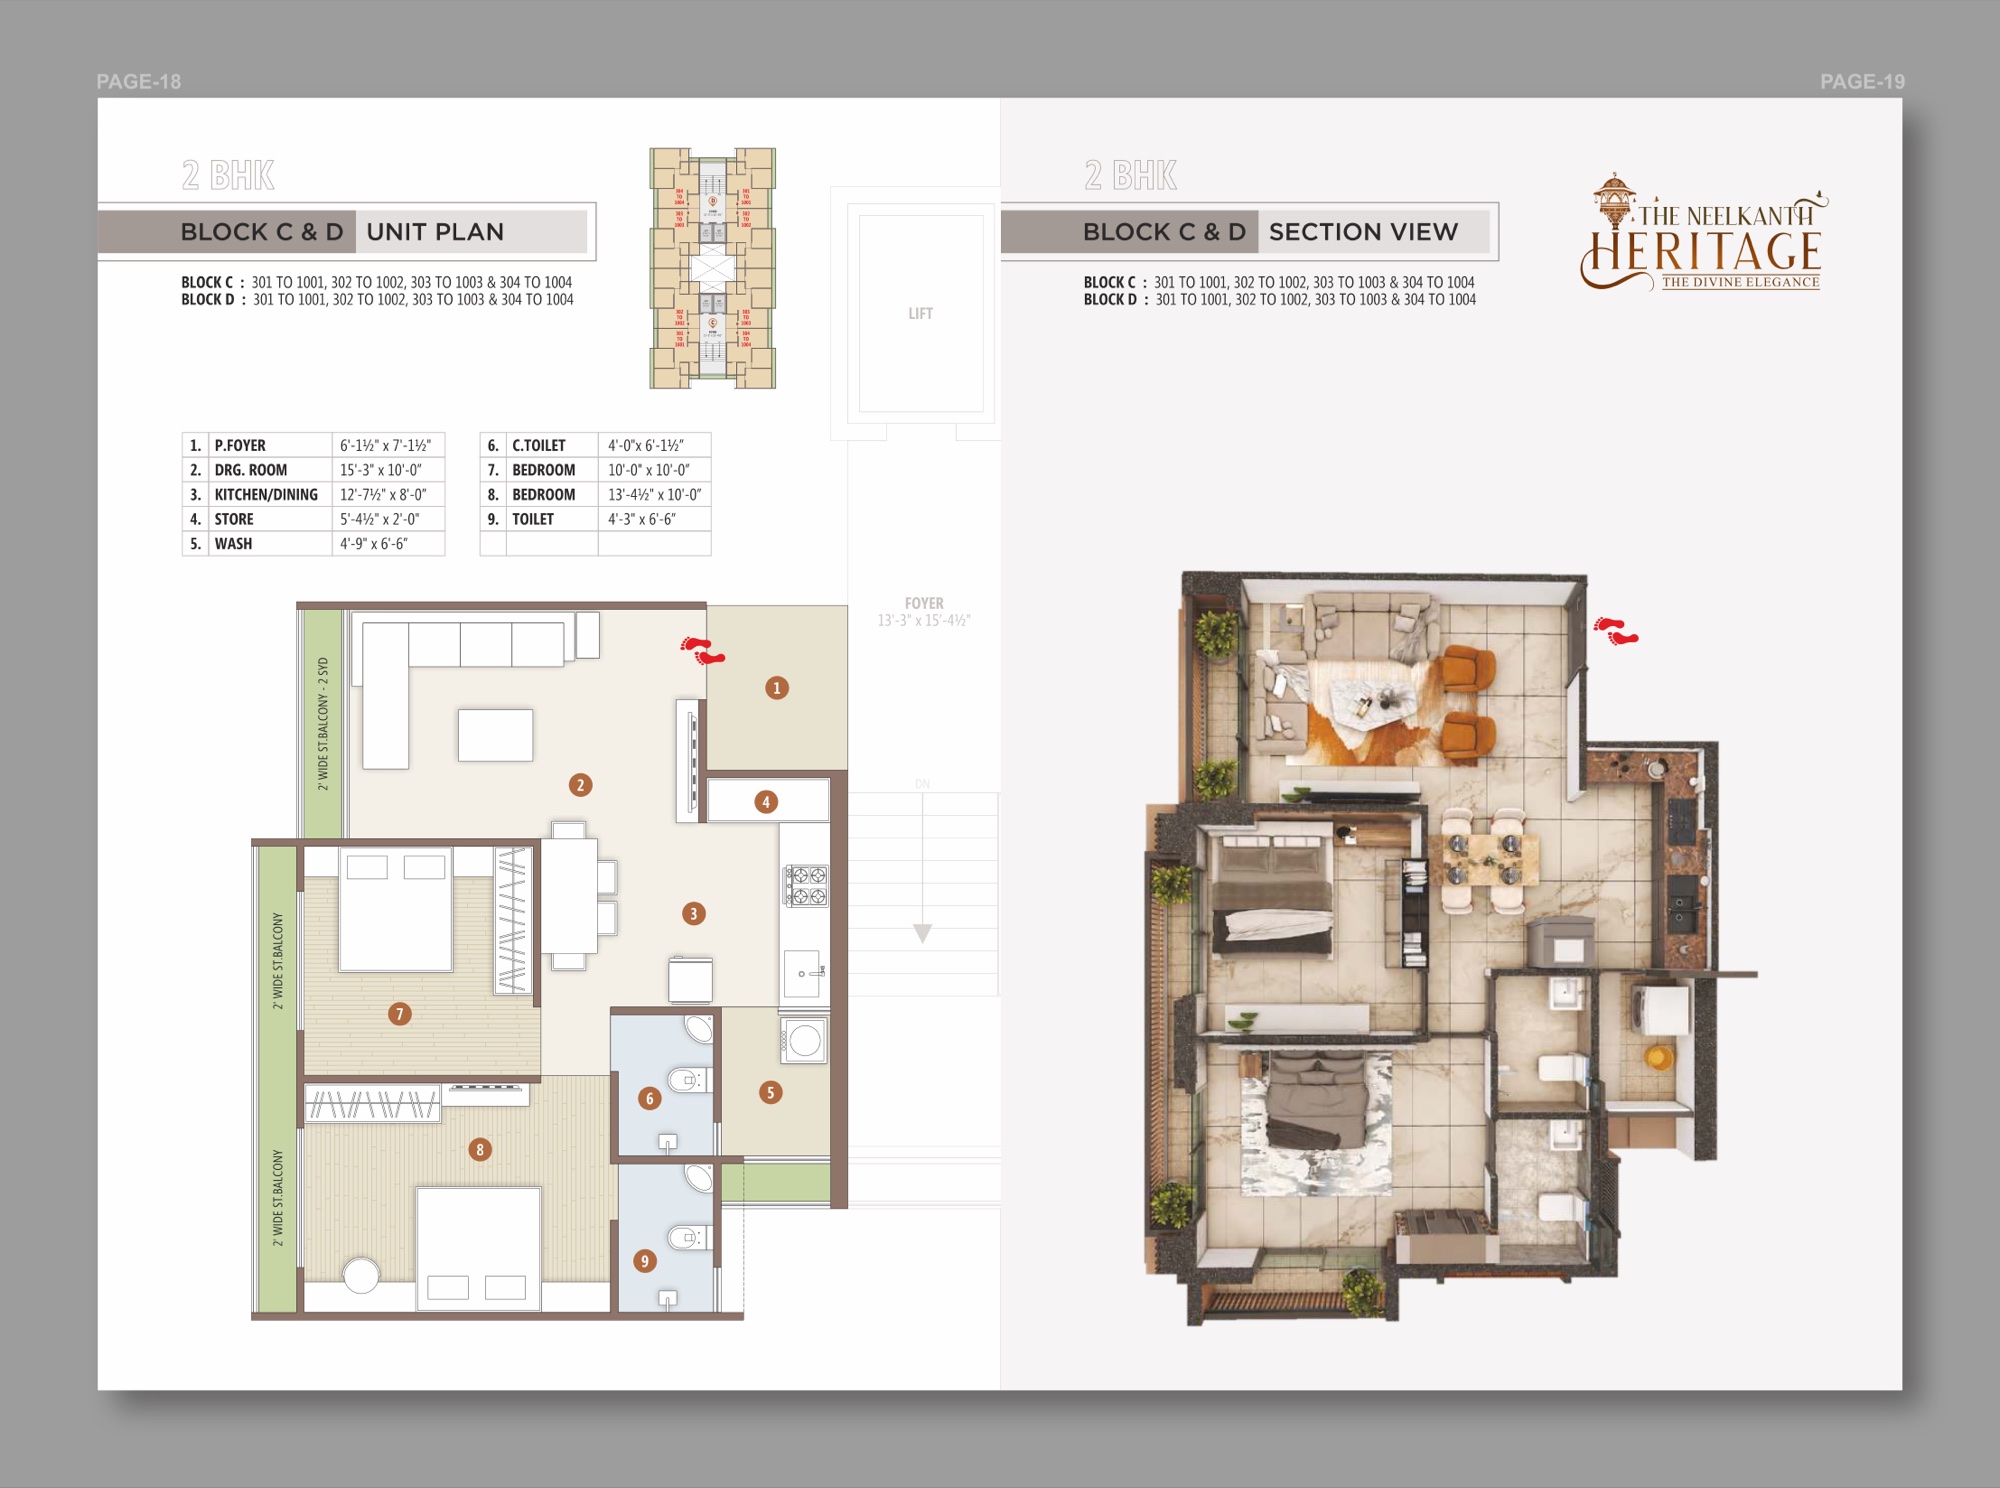 PAGE-18
PAGE-19
2 BHK
BLOCK C & D UNIT PLAN
BLOCK C : 301 TO 1001, 302 TO 1002, 303 TO 1003 & 304 TO 1004
BLOCK D : 301 TO 1001, 302 TO 1002, 303 TO 1003 & 304 TO 1004
1. P.FOYER 6'-1½" x 7'-1½"
2. DRG. ROOM 15'-3" x 10'-0"
3. KITCHEN/DINING 12'-7½" x 8'-0"
4. STORE 5'-4½" x 2'-0"
5. WASH 4'-9" x 6'-6"
6. C.TOILET 4'-0"x 6'-1½"
7. BEDROOM 10'-0" x 10'-0"
8. BEDROOM 13'-4½" x 10'-0"
9. TOILET 4'-3" x 6'-6"
LIFT
FOYER
13'-3" x 15'-4½"
DN
2' WIDE ST.BALCONY - 2 SYD
2' WIDE ST.BALCONY
2' WIDE ST.BALCONY
1
2
3
4
5
6
7
8
9
2 BHK
BLOCK C & D SECTION VIEW
BLOCK C : 301 TO 1001, 302 TO 1002, 303 TO 1003 & 304 TO 1004
BLOCK D : 301 TO 1001, 302 TO 1002, 303 TO 1003 & 304 TO 1004
THE NEELKANTH
HERITAGE
THE DIVINE ELEGANCE